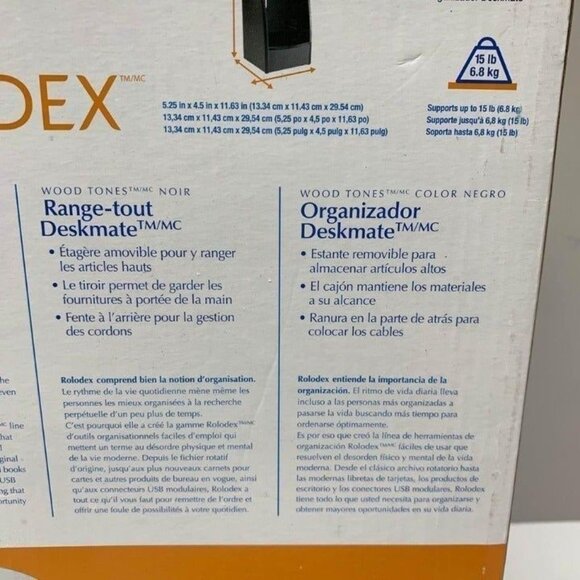 15 lb
6.8 kg
DEX TM/MC
5.25 in x 4.5 in x 11.63 in (13.34 cm x 11.43 cm x 29.54 cm)
13,34 cm x 11,43 cm x 29,54 cm (5,25 po x 4,5 po x 11,63 po)
13,34 cm x 11,43 cm x 29,54 cm (5,25 pulg x 4,5 pulg x 11,63 pulg)
Supports up to 15 lb (6.8 kg)
Supporte jusqu'à 6,8 kg (15 lb)
Soporta hasta 6,8 kg (15 lb)
WOOD TONES TM/MC NOIR
Range-tout
Deskmate TM/MC
• Étagère amovible pour y ranger
les articles hauts
• Le tiroir permet de garder les
fournitures à portée de la main
• Fente à l'arrière pour la gestion
des cordons
WOOD TONES TM/MC COLOR NEGRO
Organizador
Deskmate TM/MC
• Estante removible para
almacenar artículos altos
• El cajón mantiene los materiales
a su alcance
• Ranura en la parte de atrás para
colocar los cables
Rolodex comprend bien la notion d'organisation.
Le rythme de la vie quotidienne mène même les
personnes les mieux organisées à la recherche
perpétuelle d'un peu plus de temps.
C'est pourquoi elle a créé la gamme Rolodex TM/MC
d'outils organisationnels faciles d'emploi qui
mettent un terme au désordre physique et mental
de la vie moderne. Depuis le fichier rotatif
d'origine, jusqu'aux plus nouveaux carnets pour
cartes et autres produits de bureau en vogue, ainsi
qu'aux connecteurs USB modulaires, Rolodex a
tout ce qu'il vous faut pour remettre de l'ordre et
offrir une foule de possibilités à votre quotidien.
Rolodex entiende la importancia de la
organización. El ritmo de vida diaria lleva
incluso a las personas más organizadas a
pasarse la vida buscando más tiempo para
ordenarse óptimamente.
Es por eso que creó la línea de herramientas de
organización Rolodex TM/MC fáciles de usar que
resuelven el desorden físico y mental de la vida
moderna. Desde el clásico archivo rotatorio hasta
las modernas libretas de tarjetas, los productos de
escritorio y los conectores USB modulares, Rolodex
tiene todo lo que usted necesita para organizarse y
obtener mayores oportunidades en su vida diaria.
line
books
USB